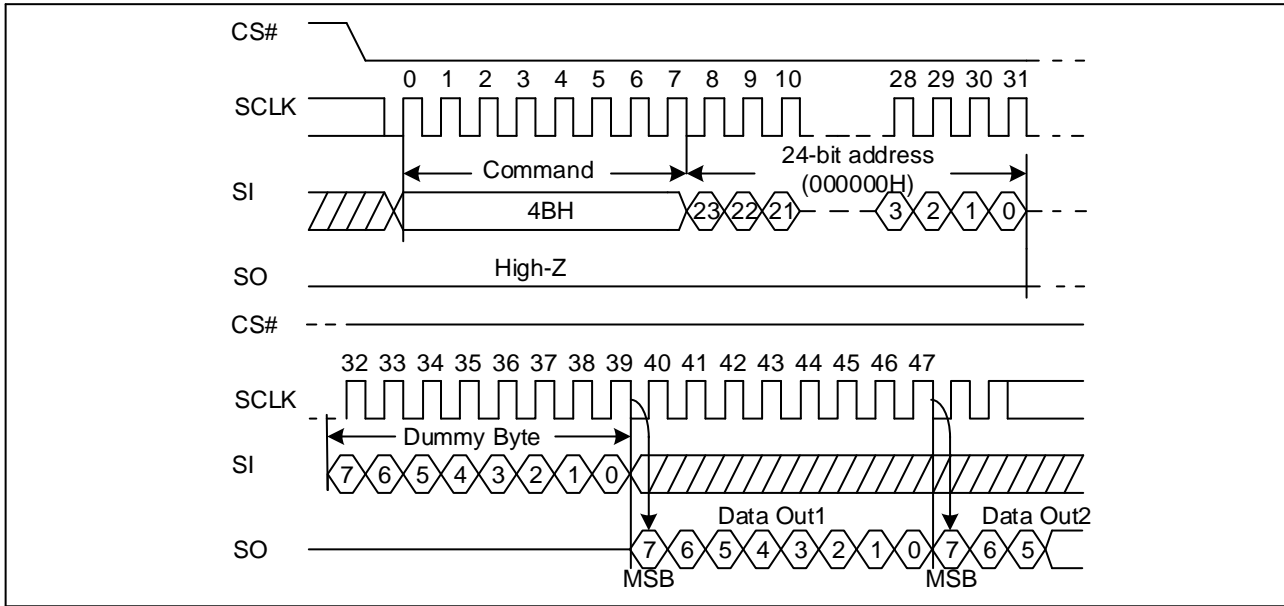 CS#
0 1 2 3 4 5 6 7 8 9 10 28 29 30 31
SCLK
Command
24-bit address
(000000H)
SI
4BH
23 22 21 3 2 1 0
High-Z
SO
CS#
32 33 34 35 36 37 38 39 40 41 42 43 44 45 46 47
SCLK
Dummy Byte
SI
7 6 5 4 3 2 1 0
Data Out1 Data Out2
SO
7 6 5 4 3 2 1 0 7 6 5
MSB MSB